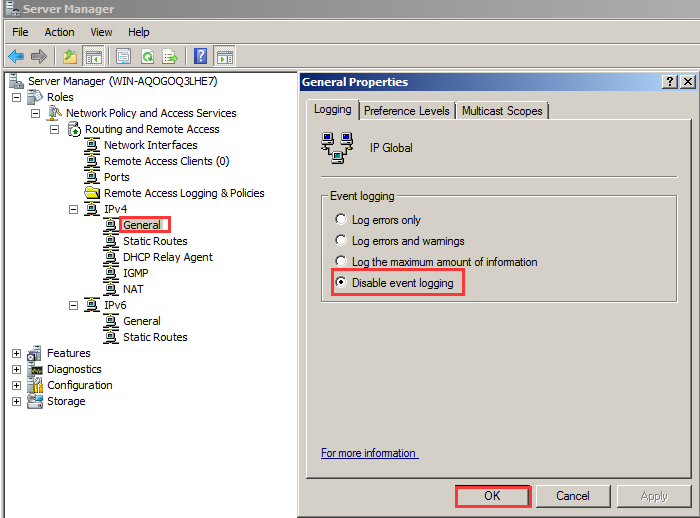 Server Manager
File Action View Help
Server Manager (WIN-AQOGOQ3LHE7)
Roles
Network Policy and Access Services
Routing and Remote Access
Network Interfaces
Remote Access Clients (0)
Ports
Remote Access Logging & Policies
IPv4
General
Static Routes
DHCP Relay Agent
IGMP
NAT
IPv6
General
Static Routes
Features
Diagnostics
Configuration
Storage
General Properties
Logging Preference Levels Multicast Scopes
IP Global
Event logging
Log errors only
Log errors and warnings
Log the maximum amount of information
Disable event logging
For more information
OK Cancel Apply